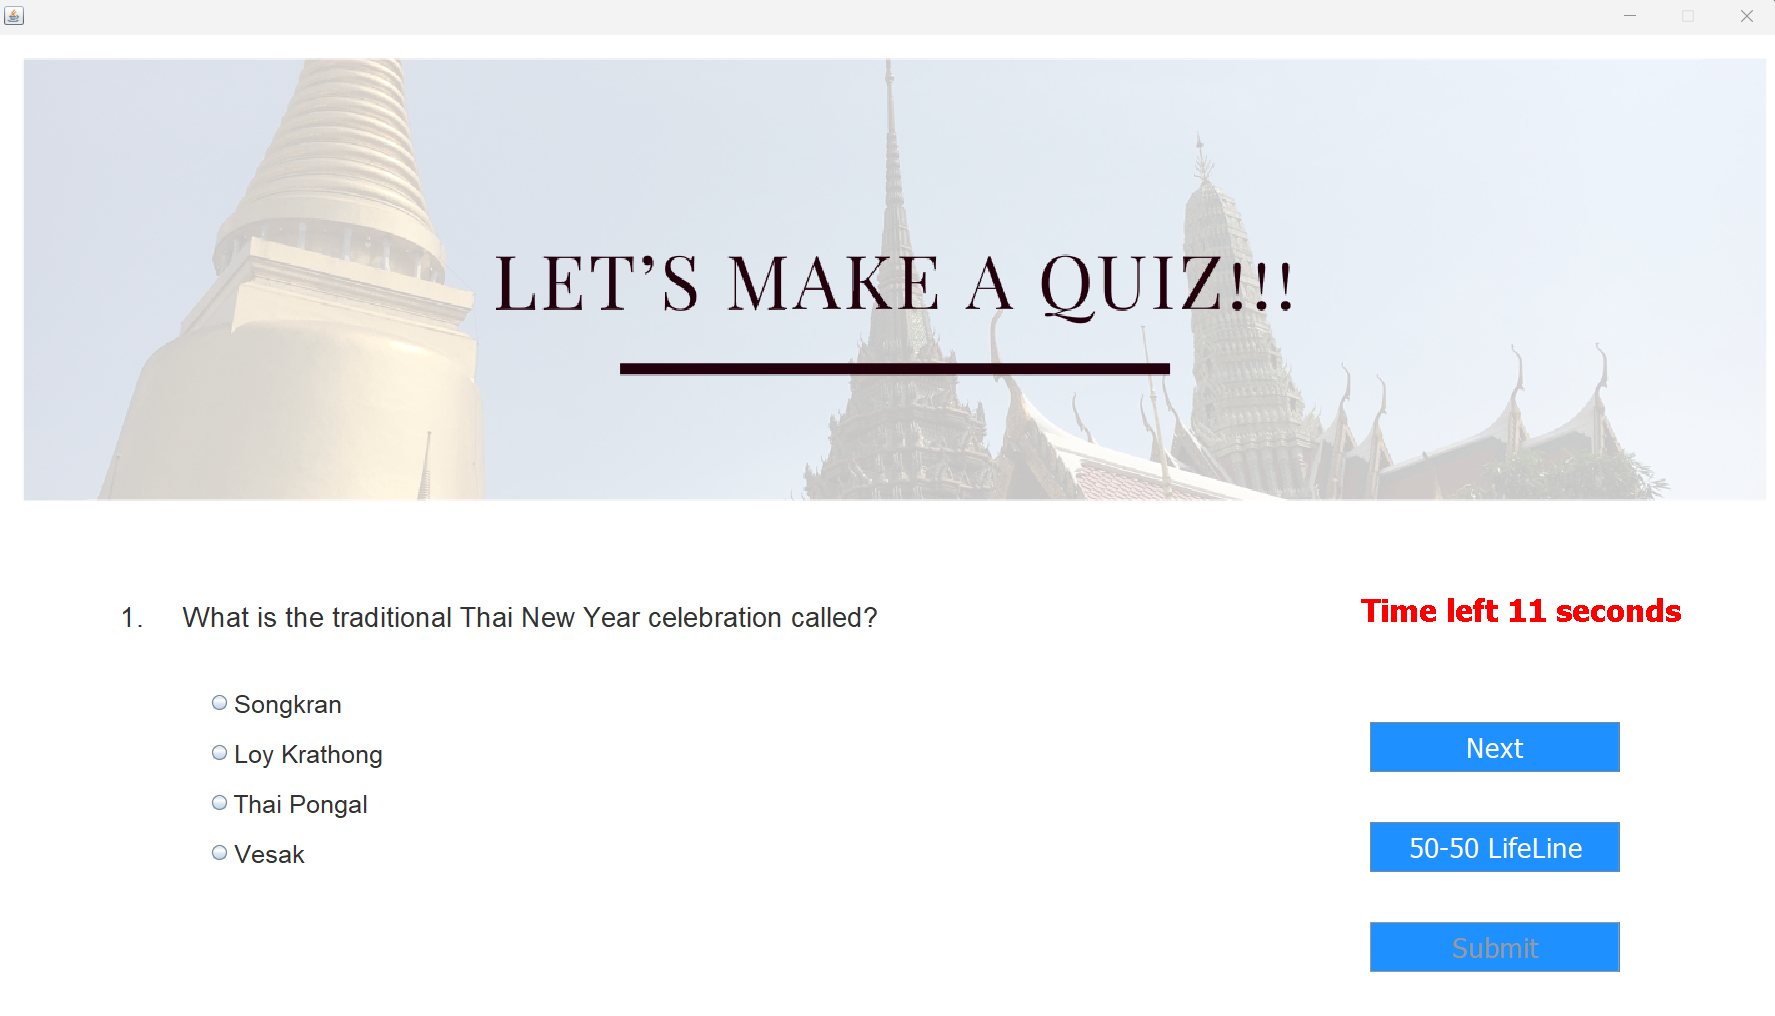 LET’S MAKE A QUIZ!!!
1. What is the traditional Thai New Year celebration called?
Time left 11 seconds
Songkran
Loy Krathong
Thai Pongal
Vesak
Next
50-50 LifeLine
Submit